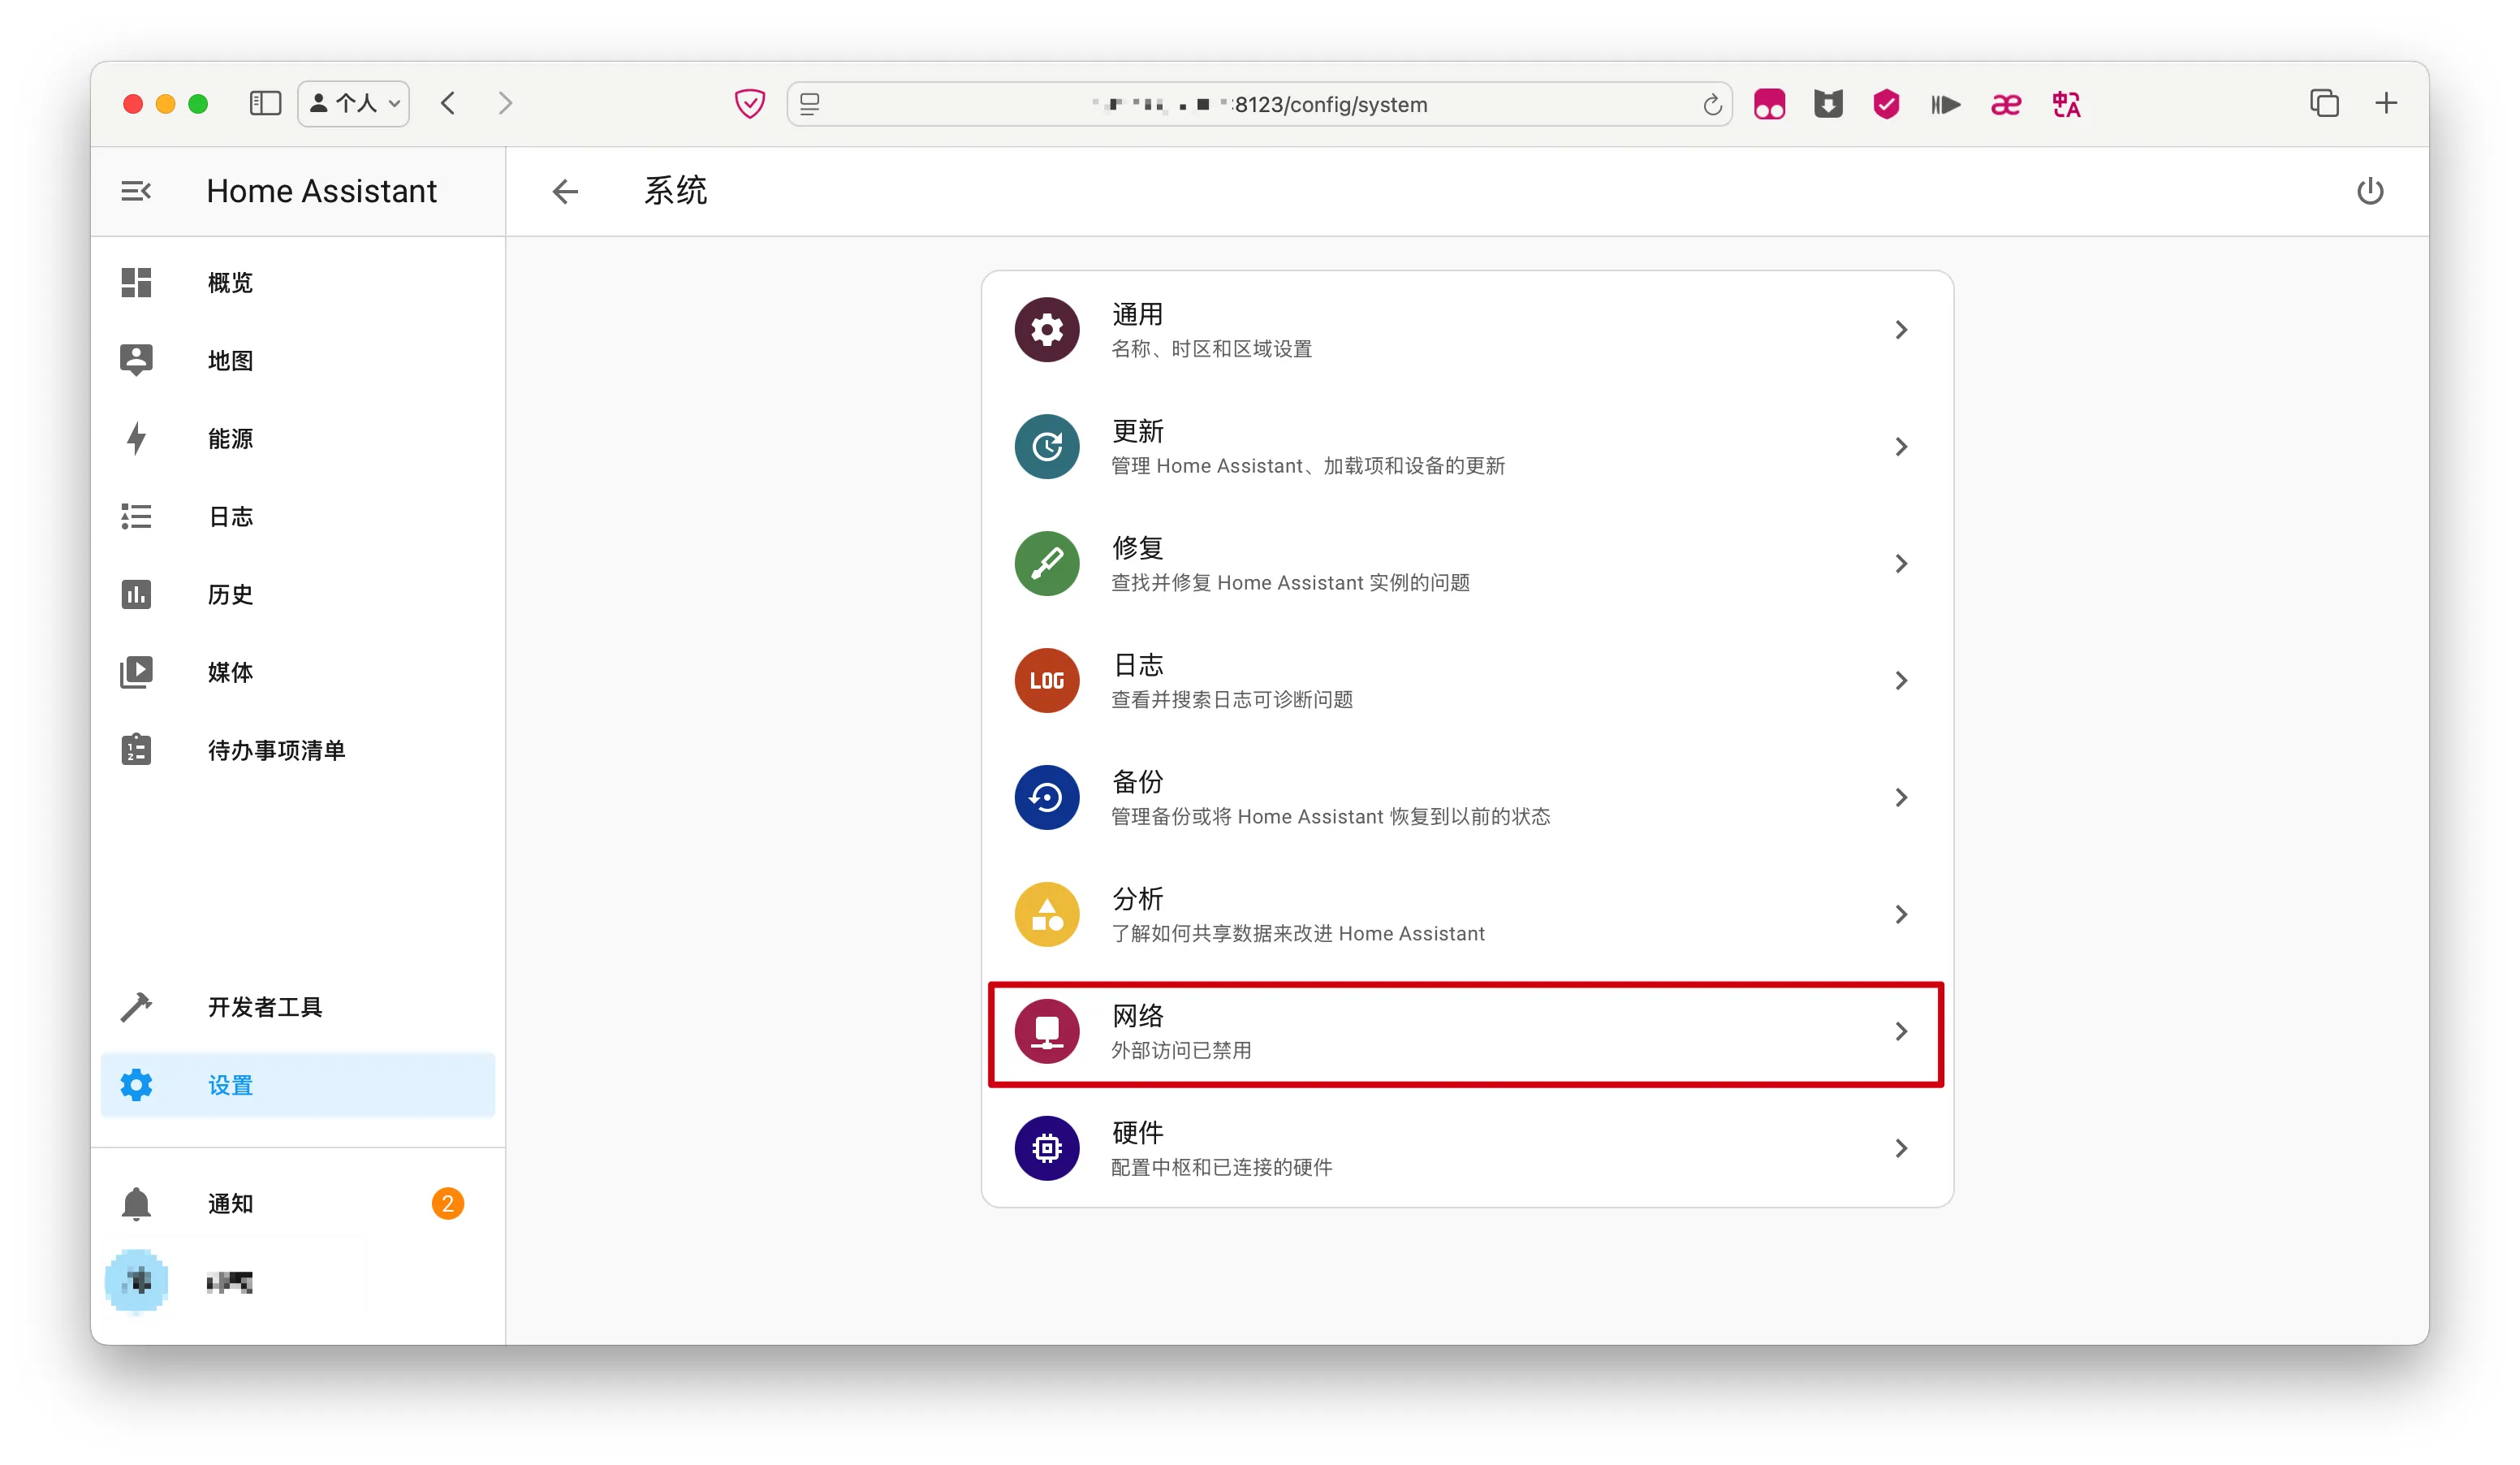 个人
:8123/config/system
Home Assistant
系统
概览
地图
能源
日志
历史
媒体
待办事项清单
开发者工具
设置
通知
2
通用
名称、时区和区域设置
更新
管理 Home Assistant、加载项和设备的更新
修复
查找并修复 Home Assistant 实例的问题
LOG
日志
查看并搜索日志可诊断问题
备份
管理备份或将 Home Assistant 恢复到以前的状态
分析
了解如何共享数据来改进 Home Assistant
网络
外部访问已禁用
硬件
配置中枢和已连接的硬件